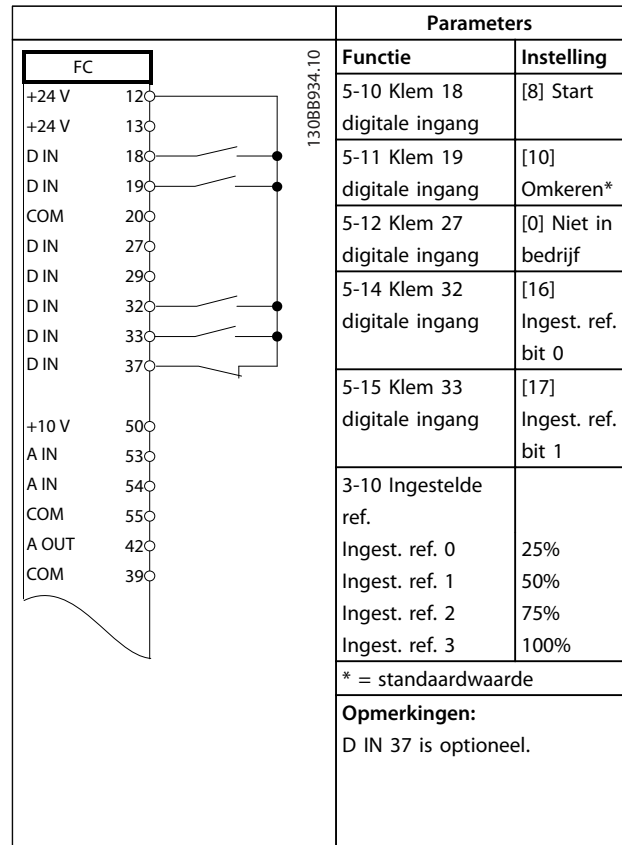 FC
+24 V 12
+24 V 13
D IN 18
D IN 19
COM 20
D IN 27
D IN 29
D IN 32
D IN 33
D IN 37
+10 V 50
A IN 53
A IN 54
COM 55
A OUT 42
COM 39
130BB934.10
Parameters
Functie Instelling
5-10 Klem 18 [8] Start
digitale ingang
5-11 Klem 19 [10]
digitale ingang Omkeren*
5-12 Klem 27 [0] Niet in
digitale ingang bedrijf
5-14 Klem 32 [16]
digitale ingang Ingest. ref.
bit 0
5-15 Klem 33 [17]
digitale ingang Ingest. ref.
bit 1
3-10 Ingestelde
ref.
Ingest. ref. 0 25%
Ingest. ref. 1 50%
Ingest. ref. 2 75%
Ingest. ref. 3 100%
* = standaardwaarde
Opmerkingen:
D IN 37 is optioneel.